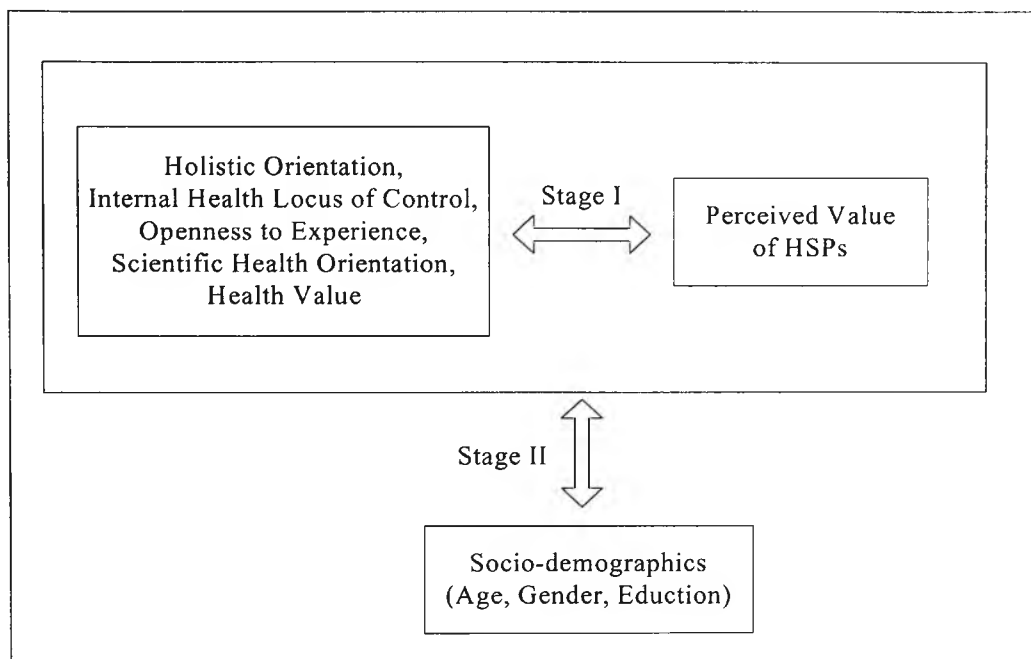 Holistic Orientation,
Internal Health Locus of Control,
Openness to Experience,
Scientific Health Orientation,
Health Value
Stage I
Perceived Value
of HSPs
Stage II
Socio-demographics
(Age, Gender, Eduction)